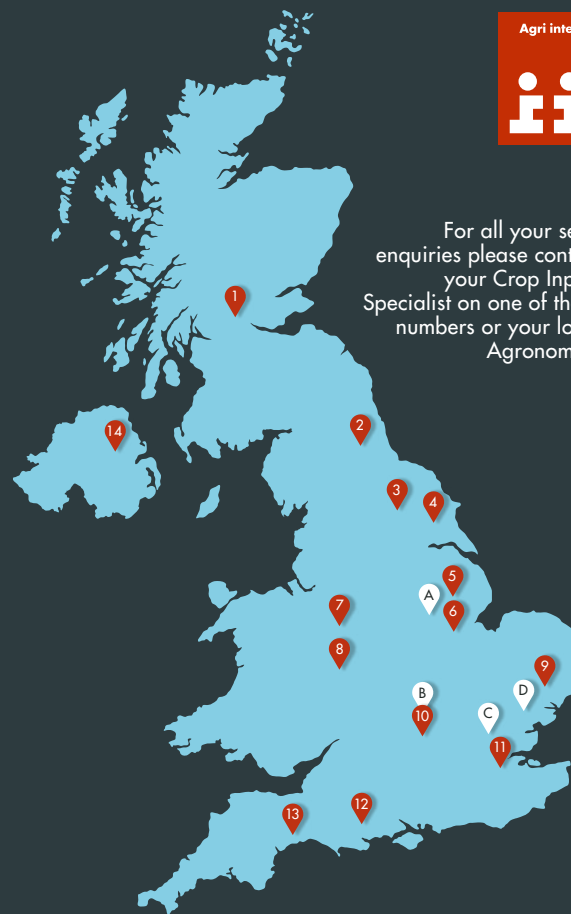 Agri inte
For all your se
enquiries please cont
your Crop Inp
Specialist on one of th
numbers or your lo
Agronom
1
2
14
3
4
5
A
7
6
8
9
B
D
10
C
11
12
13